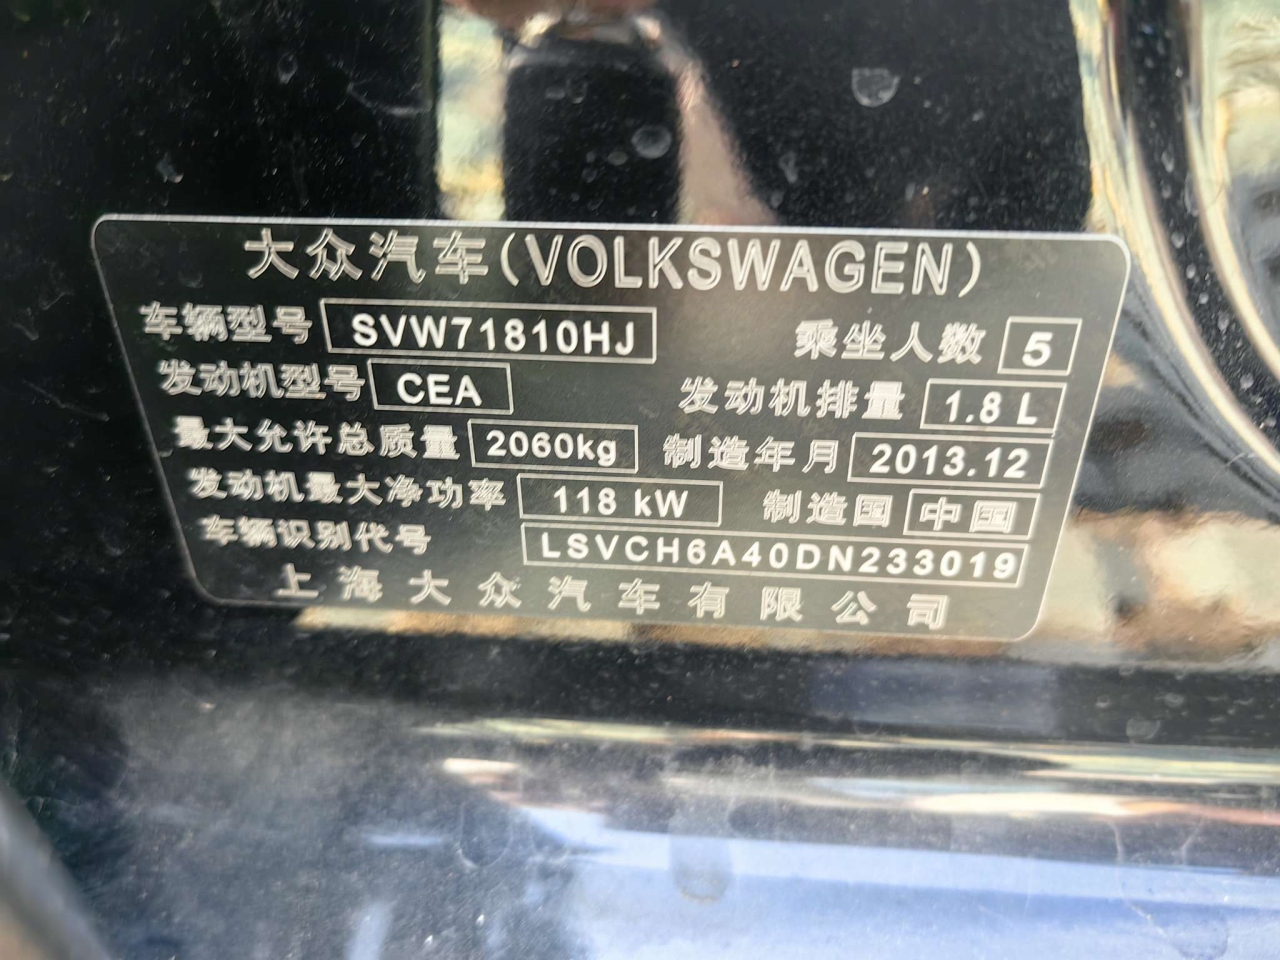 大众汽车(VOLKSWAGEN)
车辆型号 SVW71810HJ 乘坐人数 5
发动机型号 CEA 发动机排量 1.8 L
最大允许总质量 2060kg 制造年月 2013.12
发动机最大净功率 118 kW 制造国 中国
车辆识别代号 LSVCH6A40DN233019
上海大众汽车有限公司